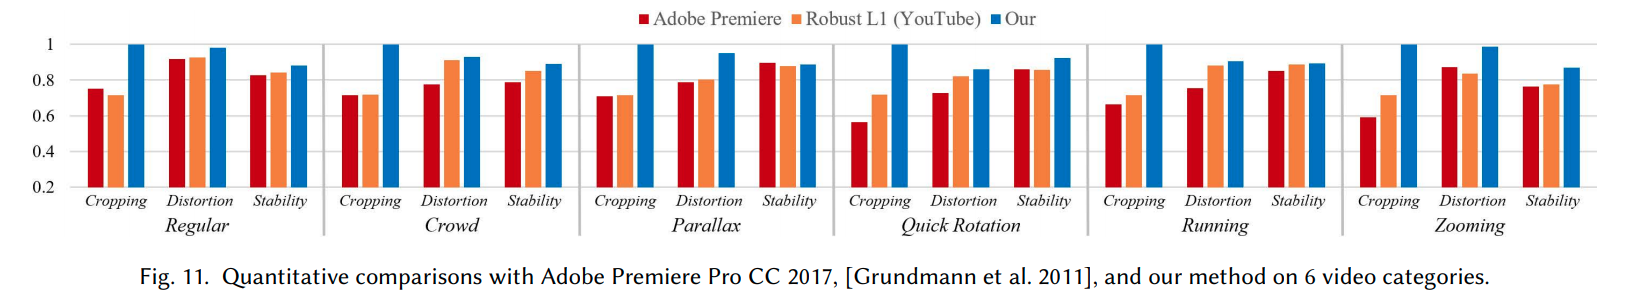 Adobe Premiere Robust L1 (YouTube) Our
1
0.8
0.6
0.4
0.2
Cropping Distortion Stability Cropping Distortion Stability Cropping Distortion Stability Cropping Distortion Stability Cropping Distortion Stability Cropping Distortion Stability
Regular Crowd Parallax Quick Rotation Running Zooming
Fig. 11. Quantitative comparisons with Adobe Premiere Pro CC 2017, [Grundmann et al. 2011], and our method on 6 video categories.